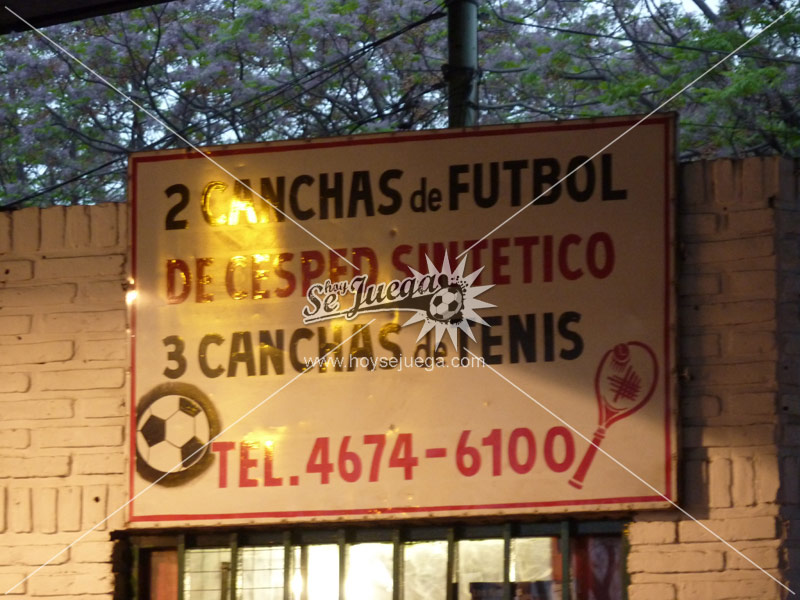 2 CANCHAS de FUTBOL
DE CESPED SINTETICO
hoy
Se Juega
3 CANCHAS de TENIS
www.hoysejuega.com
TEL. 4674-6100